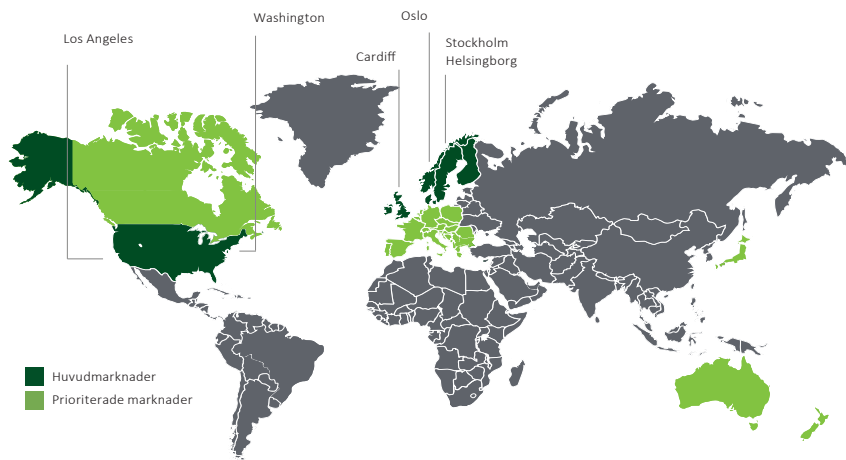 Oslo
Washington
Los Angeles
Stockholm
Helsingborg
Cardiff
Huvudmarknader
Prioriterade marknader